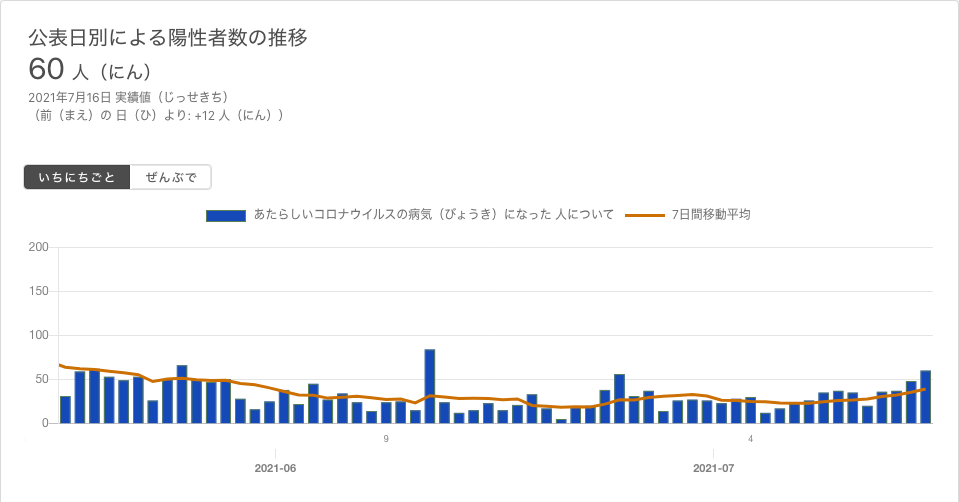 公表日別による陽性者数の推移
60 人（にん）
2021年7月16日 実績値（じっせきち）
（前（まえ）の 日（ひ）より: +12 人（にん））
いちにちごと ぜんぶで
あたらしいコロナウイルスの病気（びょうき）になった 人について 7日間移動平均
200
150
100
50
0
9 4
2021-06 2021-07